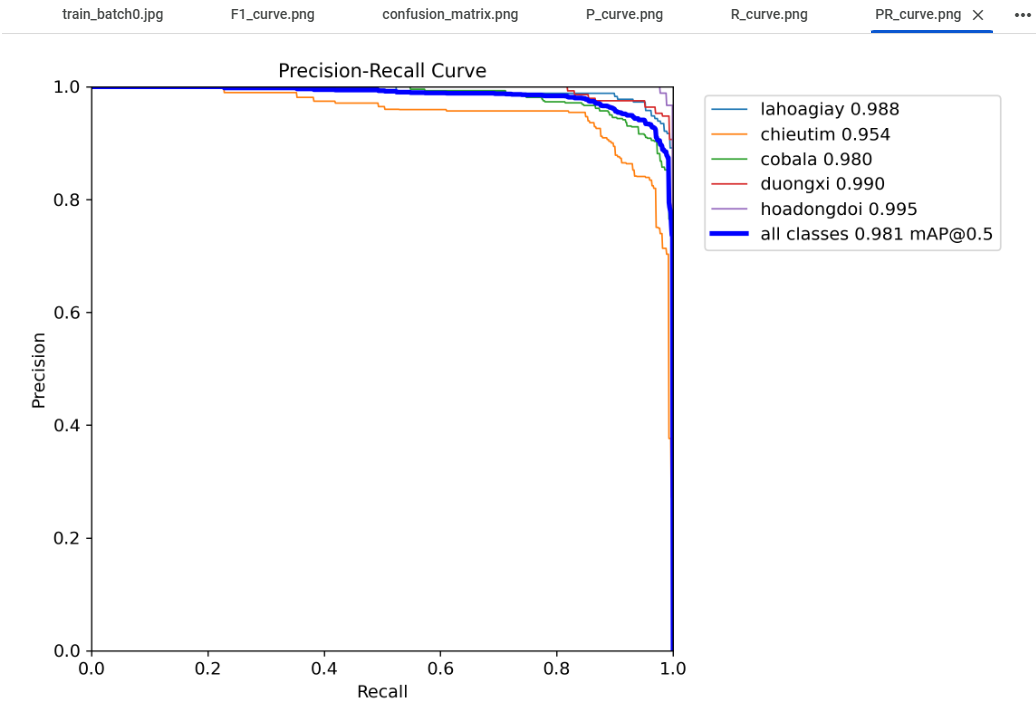 train_batch0.jpg F1_curve.png confusion_matrix.png P_curve.png R_curve.png PR_curve.png
Precision-Recall Curve
1.0
0.8
0.6
0.4
0.2
0.0
Precision
0.0 0.2 0.4 0.6 0.8 1.0
Recall
lahoagiay 0.988
chieutim 0.954
cobala 0.980
duongxi 0.990
hoadongdoi 0.995
all classes 0.981 mAP@0.5